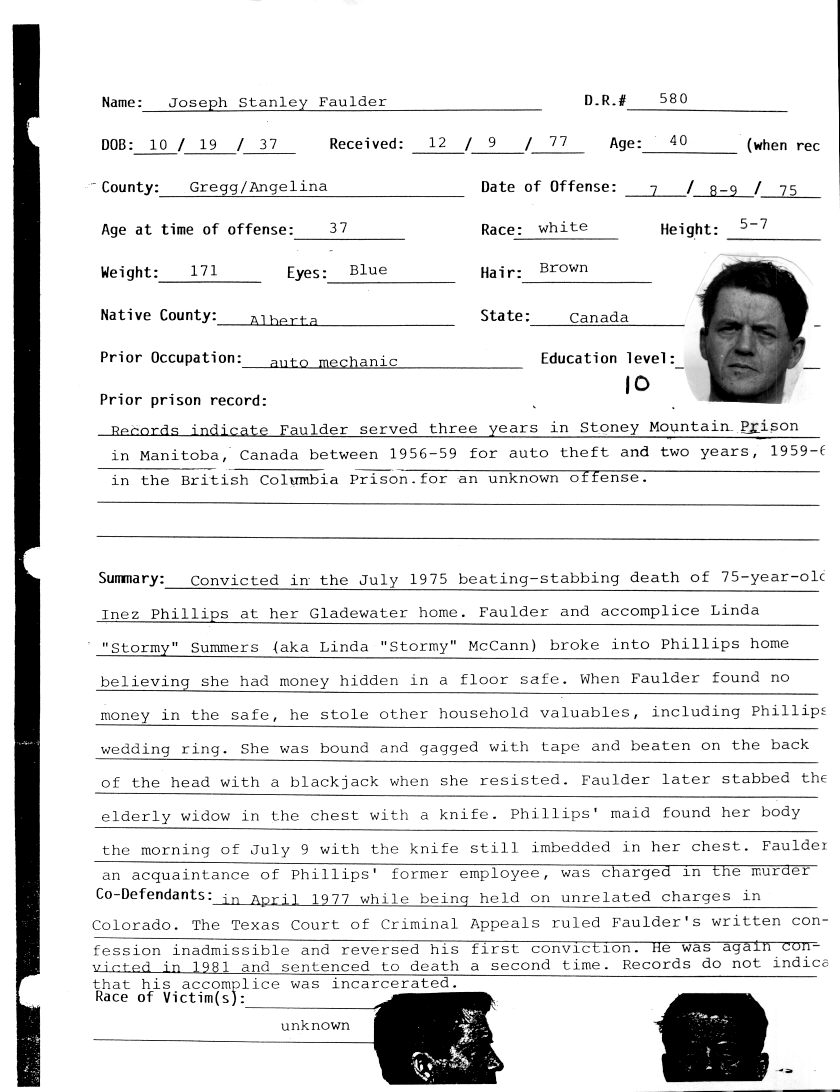 Name: Joseph Stanley Faulder D.R.# 580
DOB: 10 / 19 / 37 Received: 12 / 9 / 77 Age: 40 (when rec
County: Gregg/Angelina Date of Offense: 7 / 8-9 / 75
Age at time of offense: 37 Race: white Height: 5-7
Weight: 171 Eyes: Blue Hair: Brown
Native County: Alberta State: Canada
Prior Occupation: auto mechanic Education level:
10
Prior prison record:
Records indicate Faulder served three years in Stoney Mountain Prison
in Manitoba, Canada between 1956-59 for auto theft and two years, 1959-6
in the British Columbia Prison.for an unknown offense.
Summary: Convicted in the July 1975 beating-stabbing death of 75-year-old
Inez Phillips at her Gladewater home. Faulder and accomplice Linda
"Stormy" Summers (aka Linda "Stormy" McCann) broke into Phillips home
believing she had money hidden in a floor safe. When Faulder found no
money in the safe, he stole other household valuables, including Phillips
wedding ring. She was bound and gagged with tape and beaten on the back
of the head with a blackjack when she resisted. Faulder later stabbed the
elderly widow in the chest with a knife. Phillips' maid found her body
the morning of July 9 with the knife still imbedded in her chest. Faulder
an acquaintance of Phillips' former employee, was charged in the murder
Co-Defendants: in April 1977 while being held on unrelated charges in
Colorado. The Texas Court of Criminal Appeals ruled Faulder's written con-
fession inadmissible and reversed his first conviction. He was again con-
victed in 1981 and sentenced to death a second time. Records do not indica
that his accomplice was incarcerated.
Race of Victim(s):
unknown